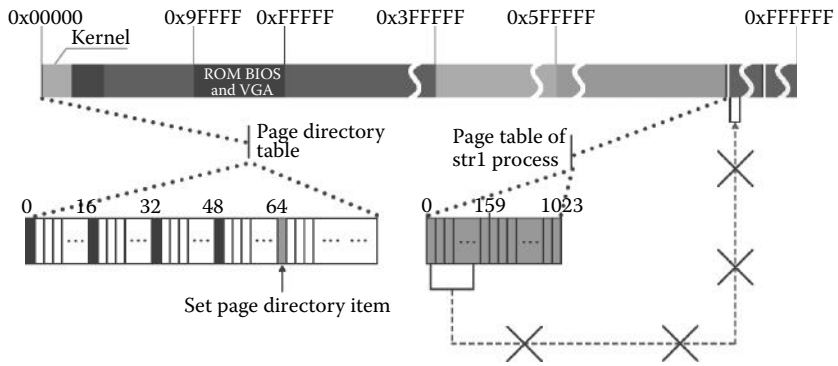 0x00000 0x9FFFF 0xFFFFF 0x3FFFFF 0x5FFFFF 0xFFFFFF
Kernel
ROM BIOS
and VGA
Page directory
table
Page table of
str1 process
0 16 32 48 64
0 159 1023
... ... ... ... ... ...
... ...
Set page directory item